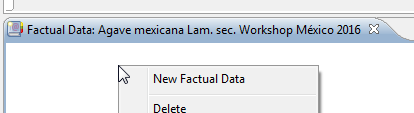 Factual Data: Agave mexicana Lam. sec. Workshop México 2016
New Factual Data
Delete